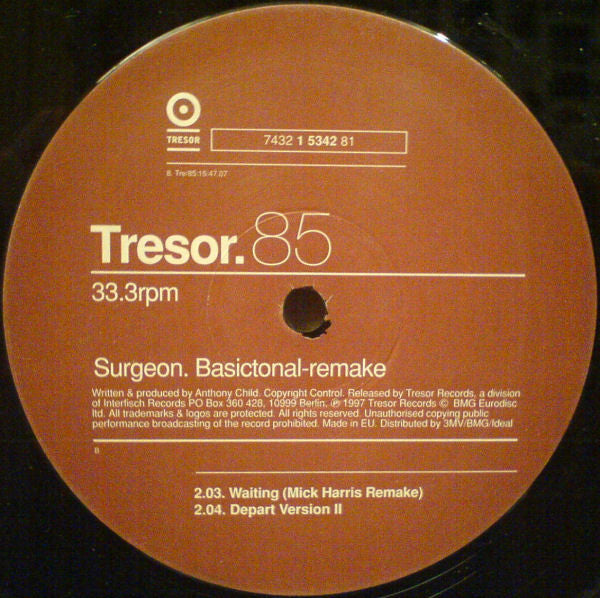 TRESOR
7432 1 5342 81
B. Tre:85:15:47.07
Tresor.85
33.3rpm
Surgeon. Basictonal-remake
Written & produced by Anthony Child. Copyright Control. Released by Tresor Records, a division
of Interfisch Records PO Box 360 428, 10999 Berlin. ℗ 1997 Tresor Records © BMG Eurodisc
ltd. All trademarks & logos are protected. All rights reserved. Unauthorised copying public
performance broadcasting of the record prohibited. Made in EU. Distributed by 3MV/BMG/Ideal
B
2.03. Waiting (Mick Harris Remake)
2.04. Depart Version II